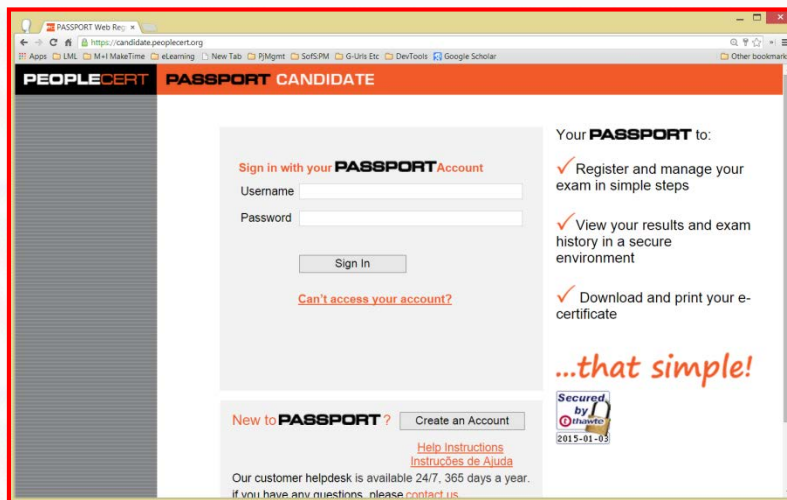 PASSPORT Web Reg
https://candidate.peoplecert.org
Apps LML M+I MakeTime eLearning New Tab PjMgmt SofS:PM G-Urls Etc DevTools Google Scholar Other bookmark
PEOPLECERT PASSPORT CANDIDATE
Sign in with your PASSPORT Account
Username
Password
Sign In
Can't access your account?
New to PASSPORT ? Create an Account
Help Instructions
Instruções de Ajuda
Our customer helpdesk is available 24/7, 365 days a year.
if you have any questions, please contact us
Your PASSPORT to:
Register and manage your
exam in simple steps
View your results and exam
history in a secure
environment
Download and print your e-
certificate
...that simple!
Secured
by
thawte
2015-01-03